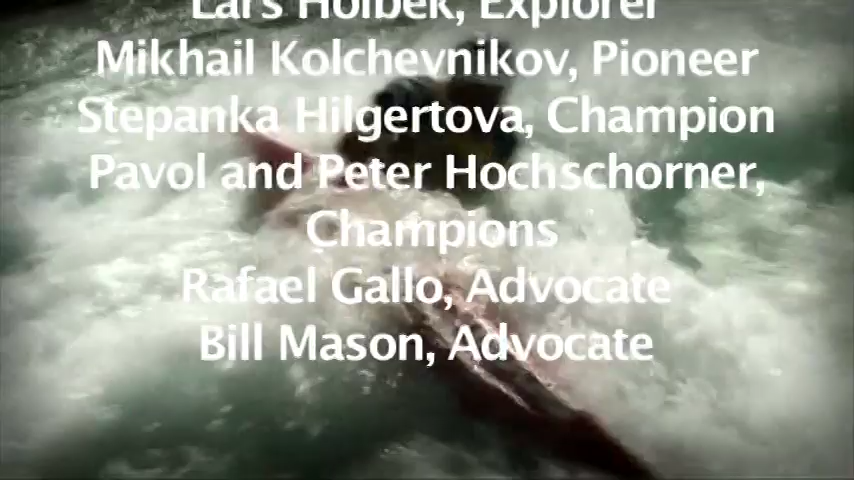 Lars Holbek, Explorer
Mikhail Kolchevnikov, Pioneer
Stepanka Hilgertova, Champion
Pavol and Peter Hochschorner,
Champions
Rafael Gallo, Advocate
Bill Mason, Advocate